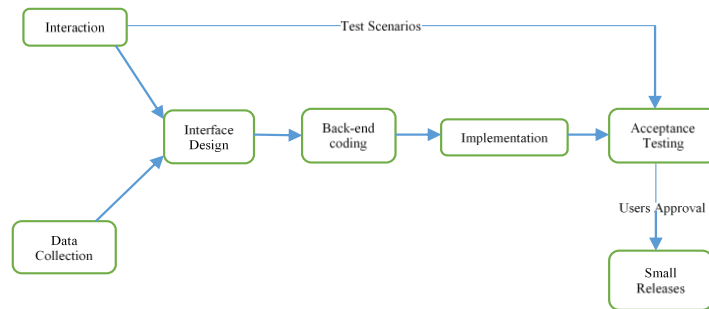 Interaction
Test Scenarios
Interface
Design
Back-end
coding
Implementation
Acceptance
Testing
Users Approval
Data
Collection
Small
Releases